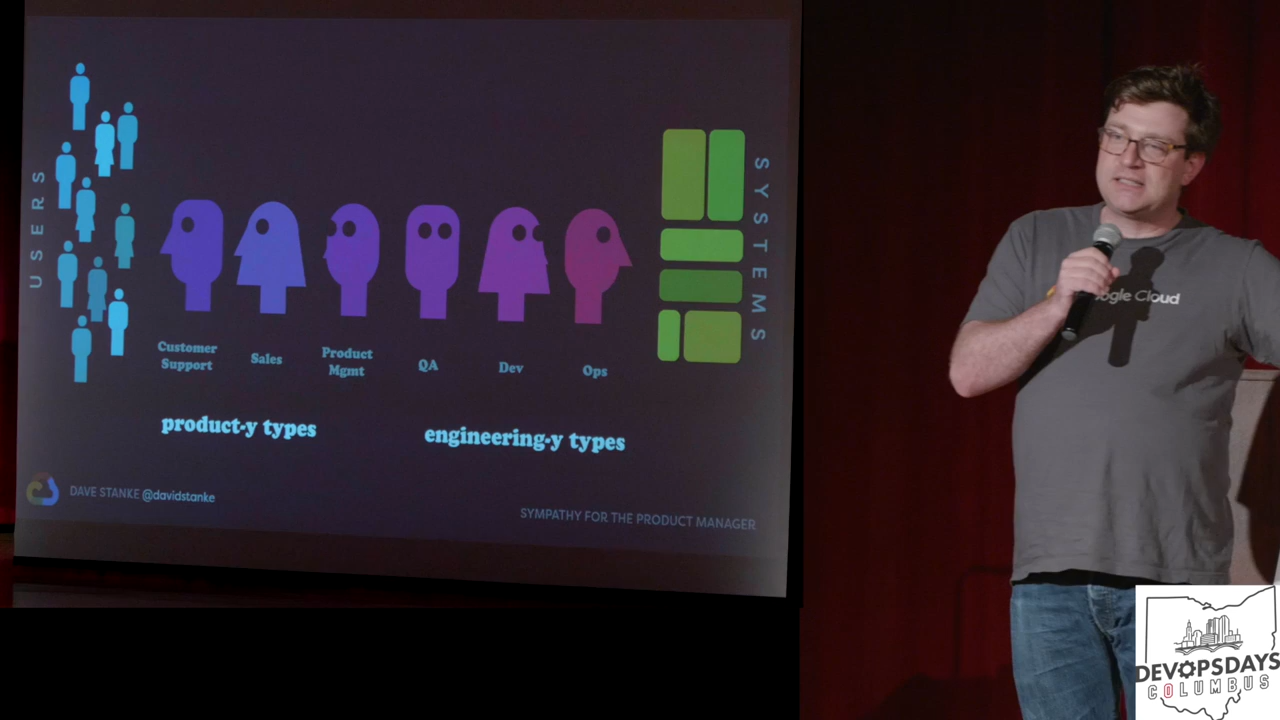 USERS
SYSTEMS
Customer
Support
Sales
Product
Mgmt
QA
Dev
Ops
product-y types
engineering-y types
DAVE STANKE @davidstanke
SYMPATHY FOR THE PRODUCT MANAGER
ogle Cloud
DEVOPSDAYS
COLUMBUS